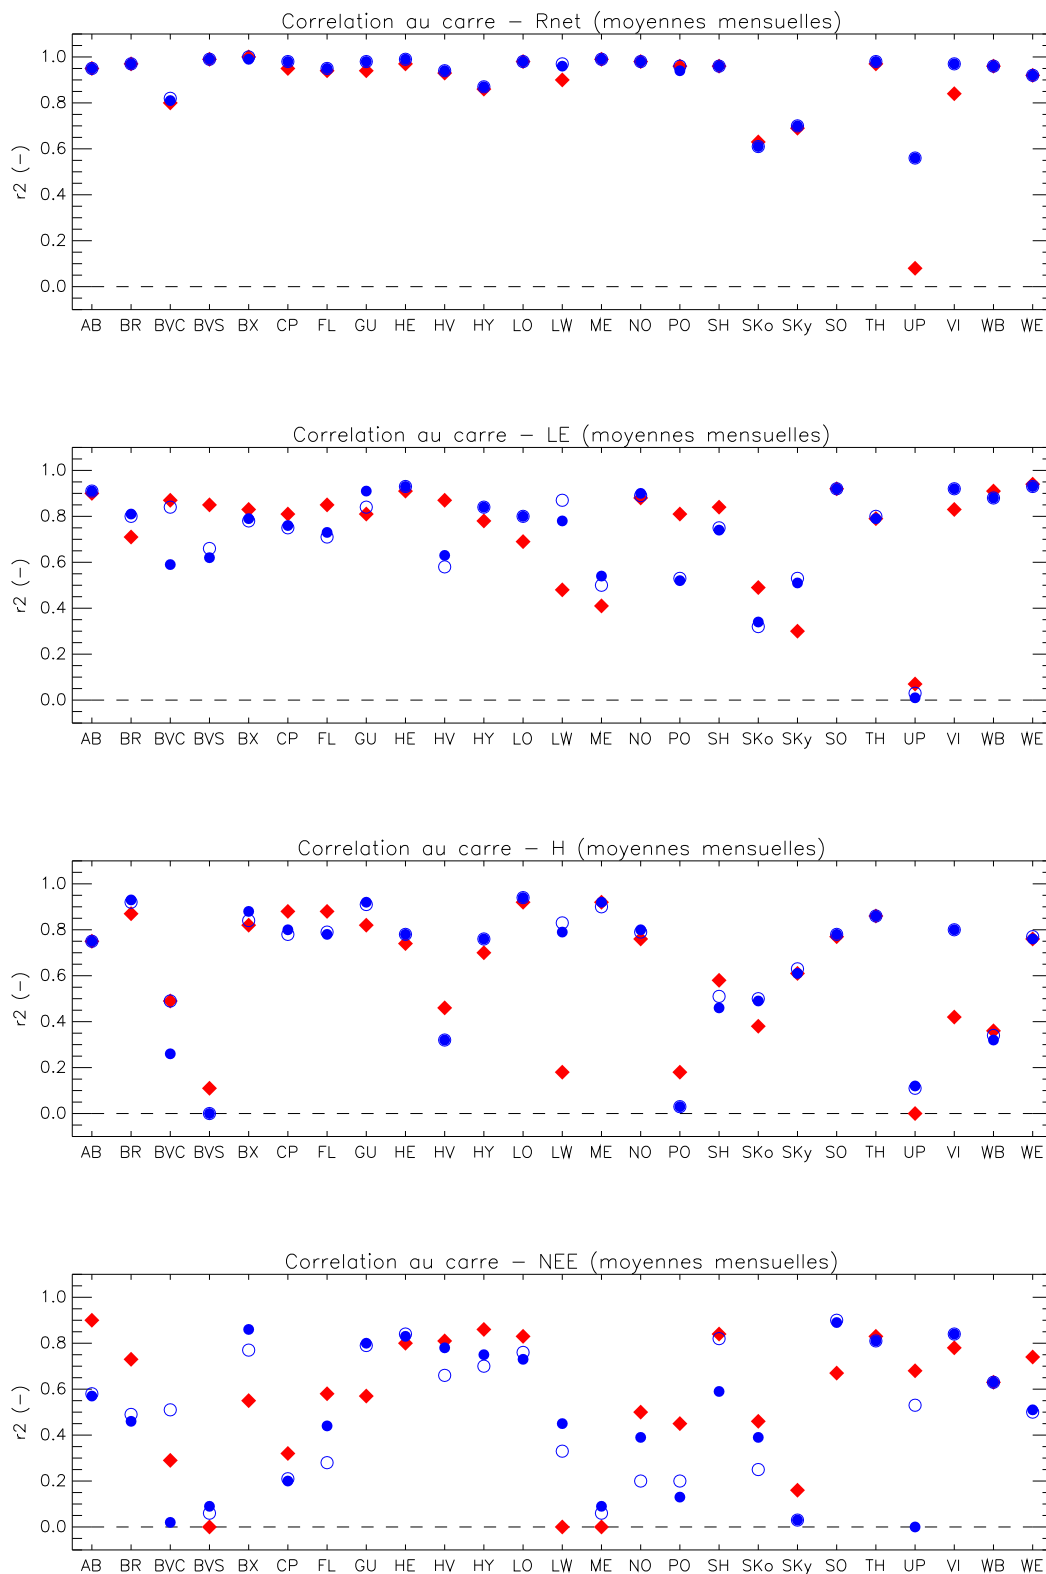 Correlation au carre − Rnet (moyennes mensuelles)
1.0
0.8
0.6
0.4
0.2
0.0
r2 (−)
AB BR BVC BVS BX CP FL GU HE HV HY LO LW ME NO PO SH SKo SKy SO TH UP VI WB WE
Correlation au carre − LE (moyennes mensuelles)
1.0
0.8
0.6
0.4
0.2
0.0
r2 (−)
AB BR BVC BVS BX CP FL GU HE HV HY LO LW ME NO PO SH SKo SKy SO TH UP VI WB WE
Correlation au carre − H (moyennes mensuelles)
1.0
0.8
0.6
0.4
0.2
0.0
r2 (−)
AB BR BVC BVS BX CP FL GU HE HV HY LO LW ME NO PO SH SKo SKy SO TH UP VI WB WE
Correlation au carre − NEE (moyennes mensuelles)
1.0
0.8
0.6
0.4
0.2
0.0
r2 (−)
AB BR BVC BVS BX CP FL GU HE HV HY LO LW ME NO PO SH SKo SKy SO TH UP VI WB WE